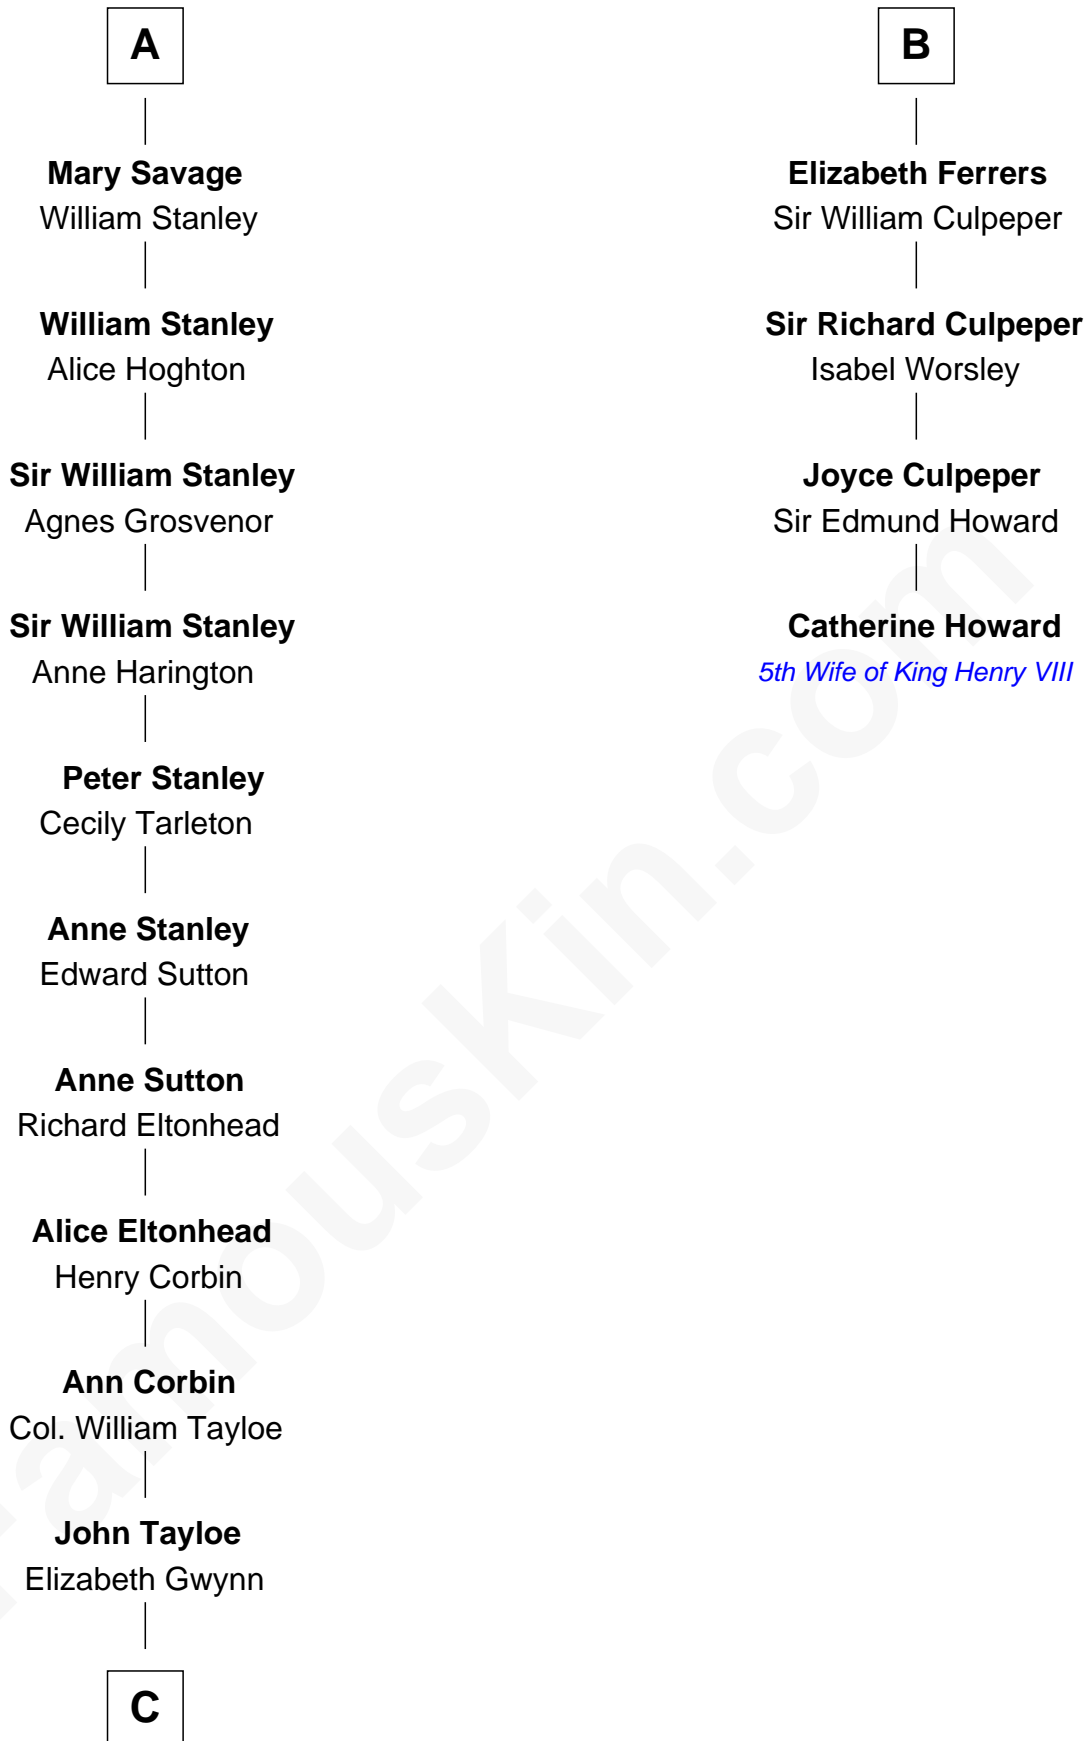 A
Mary Savage
William Stanley
William Stanley
Alice Hoghton
Sir William Stanley
Agnes Grosvenor
Sir William Stanley
Anne Harington
Peter Stanley
Cecily Tarleton
Anne Stanley
Edward Sutton
Anne Sutton
Richard Eltonhead
Alice Eltonhead
Henry Corbin
Ann Corbin
Col. William Tayloe
John Tayloe
Elizabeth Gwynn
C
B
Elizabeth Ferrers
Sir William Culpeper
Sir Richard Culpeper
Isabel Worsley
Joyce Culpeper
Sir Edmund Howard
Catherine Howard
5th Wife of King Henry VIII
FamousKin.com